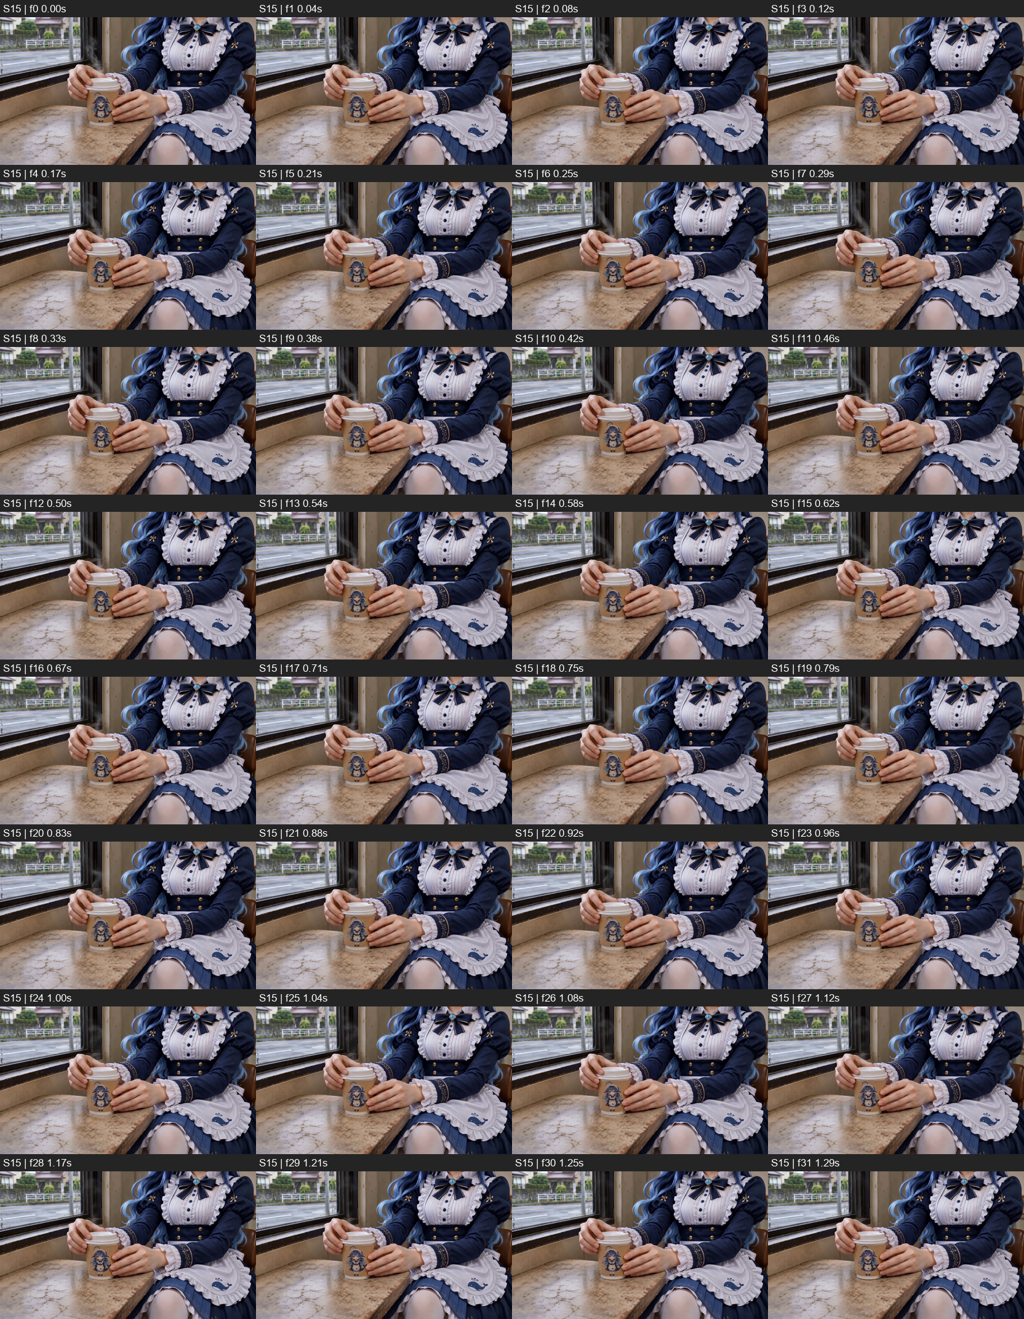 S15 | f0 0.00s
S15 | f1 0.04s
S15 | f2 0.08s
S15 | f3 0.12s
S15 | f4 0.17s
S15 | f5 0.21s
S15 | f6 0.25s
S15 | f7 0.29s
S15 | f8 0.33s
S15 | f9 0.38s
S15 | f10 0.42s
S15 | f11 0.46s
S15 | f12 0.50s
S15 | f13 0.54s
S15 | f14 0.58s
S15 | f15 0.62s
S15 | f16 0.67s
S15 | f17 0.71s
S15 | f18 0.75s
S15 | f19 0.79s
S15 | f20 0.83s
S15 | f21 0.88s
S15 | f22 0.92s
S15 | f23 0.96s
S15 | f24 1.00s
S15 | f25 1.04s
S15 | f26 1.08s
S15 | f27 1.12s
S15 | f28 1.17s
S15 | f29 1.21s
S15 | f30 1.25s
S15 | f31 1.29s